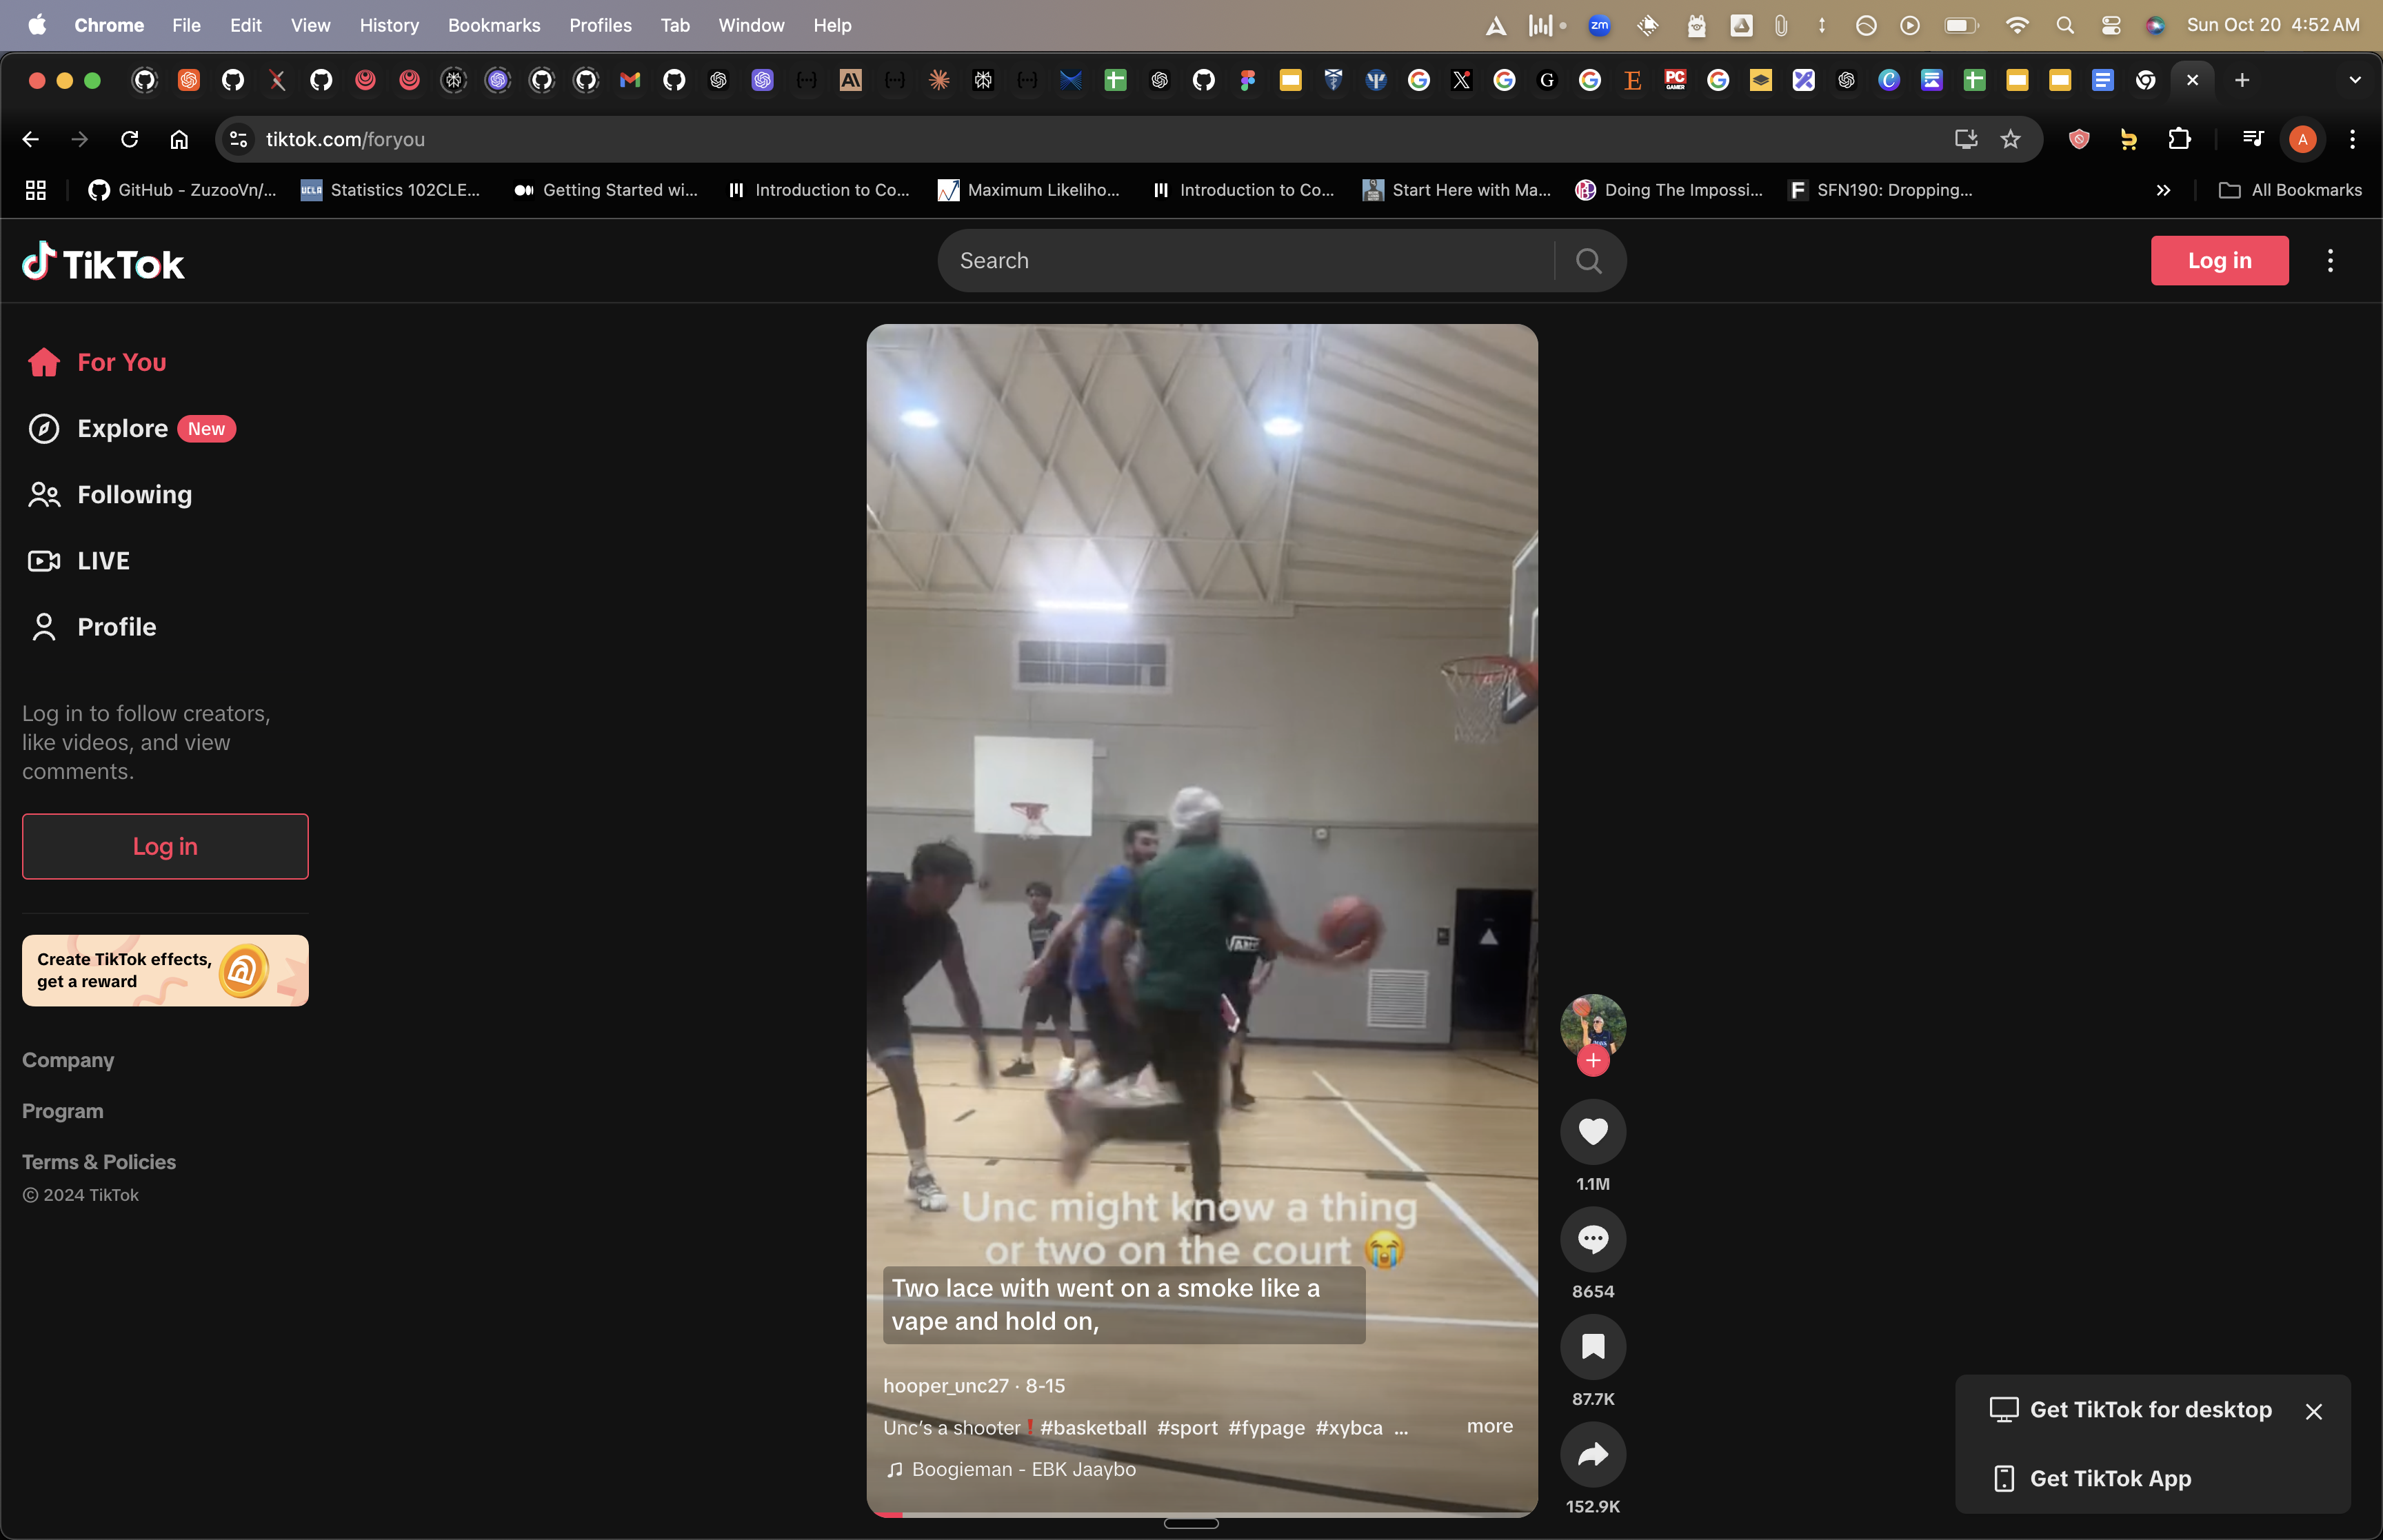 Chrome File Edit View History Bookmarks Profiles Tab Window Help
zm
Sun Oct 20 4:52 AM
tiktok.com/foryou
A
GitHub - ZuzooVn/...
UCLA Statistics 102CLE...
Getting Started wi...
Introduction to Co...
Maximum Likeliho...
Introduction to Co...
Start Here with Ma...
Doing The Impossi...
SFN190: Dropping...
All Bookmarks
TikTok
Search
Log in
For You
Explore New
Following
LIVE
Profile
Log in to follow creators,
like videos, and view
comments.
Log in
Create TikTok effects,
get a reward
Company
Program
Terms & Policies
© 2024 TikTok
Unc might know a thing
or two on the court 😭
Two lace with went on a smoke like a
vape and hold on,
hooper_unc27 · 8-15
Unc's a shooter❗#basketball #sport #fypage #xybca ... more
Boogieman - EBK Jaaybo
1.1M
8654
87.7K
152.9K
Get TikTok for desktop
Get TikTok App